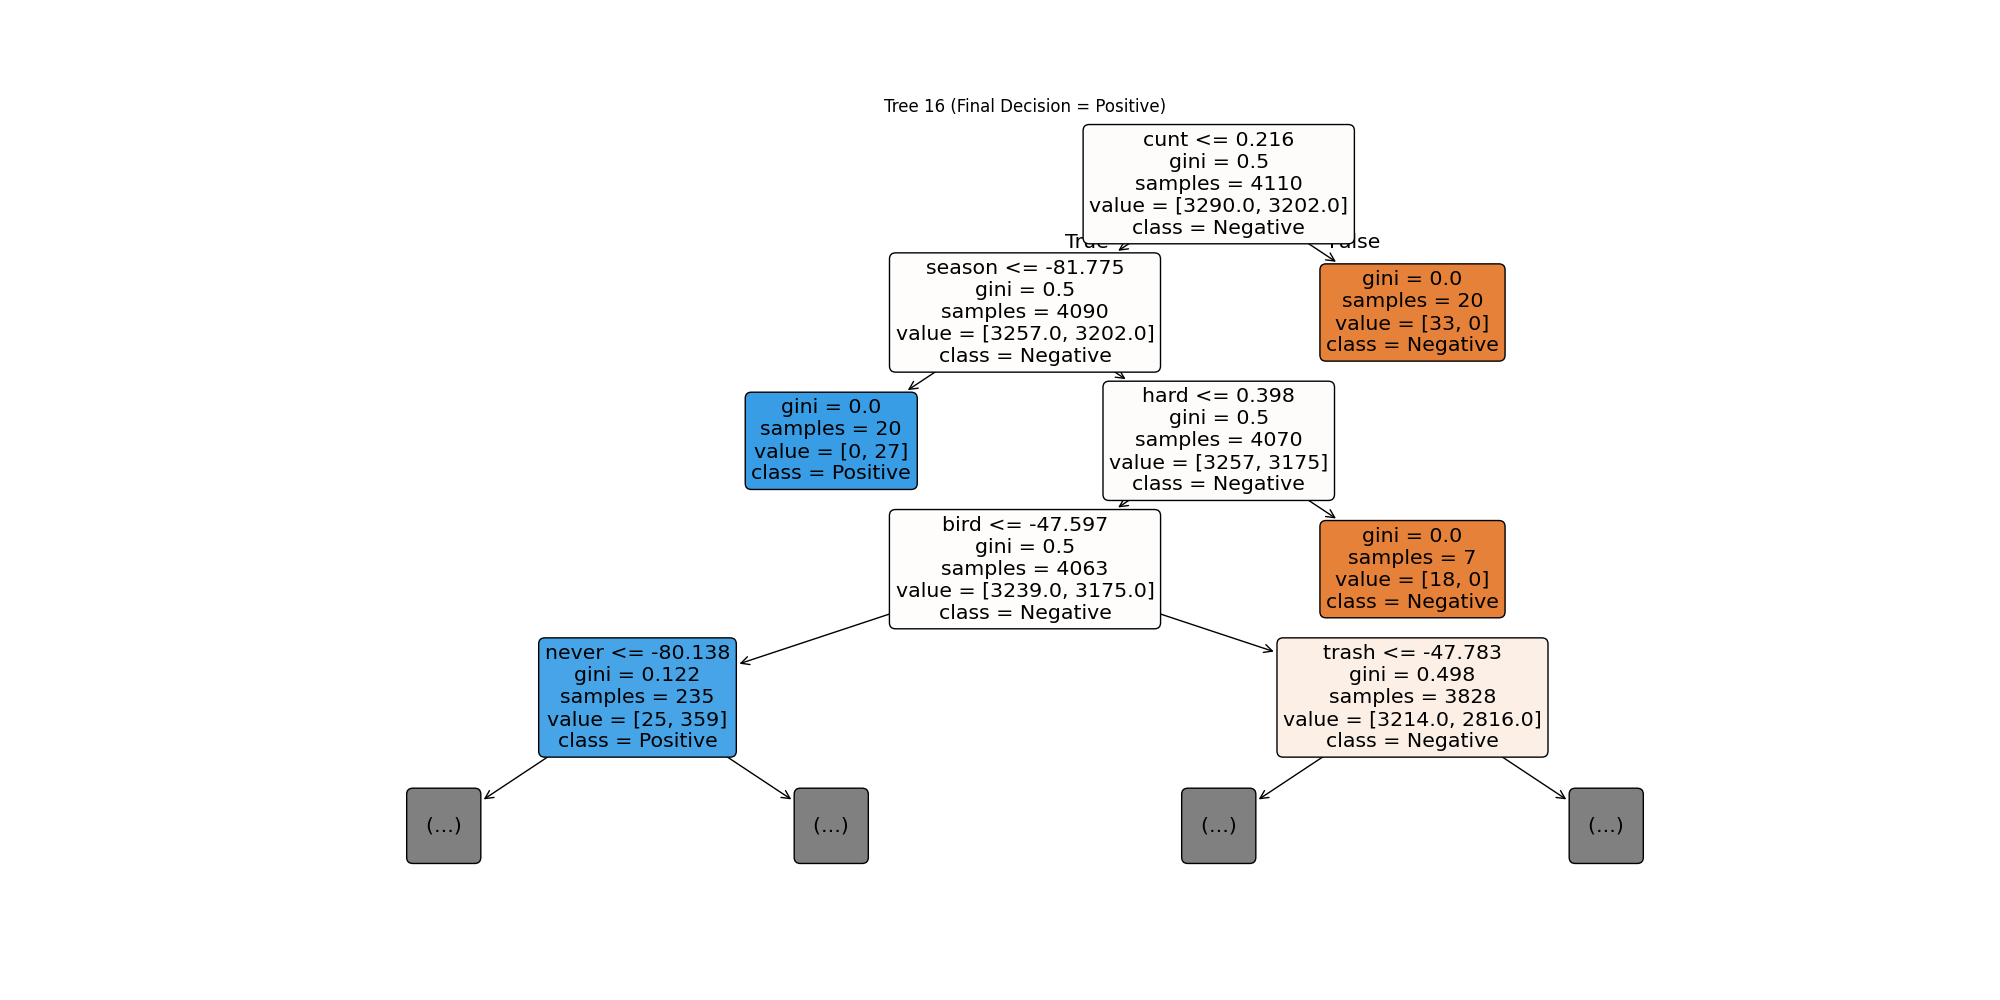 Tree 16 (Final Decision = Positive)
cunt <= 0.216
gini = 0.5
samples = 4110
value = [3290.0, 3202.0]
class = Negative
True
False
season <= -81.775
gini = 0.5
samples = 4090
value = [3257.0, 3202.0]
class = Negative
gini = 0.0
samples = 20
value = [33, 0]
class = Negative
gini = 0.0
samples = 20
value = [0, 27]
class = Positive
hard <= 0.398
gini = 0.5
samples = 4070
value = [3257, 3175]
class = Negative
bird <= -47.597
gini = 0.5
samples = 4063
value = [3239.0, 3175.0]
class = Negative
gini = 0.0
samples = 7
value = [18, 0]
class = Negative
never <= -80.138
gini = 0.122
samples = 235
value = [25, 359]
class = Positive
trash <= -47.783
gini = 0.498
samples = 3828
value = [3214.0, 2816.0]
class = Negative
(...)
(...)
(...)
(...)